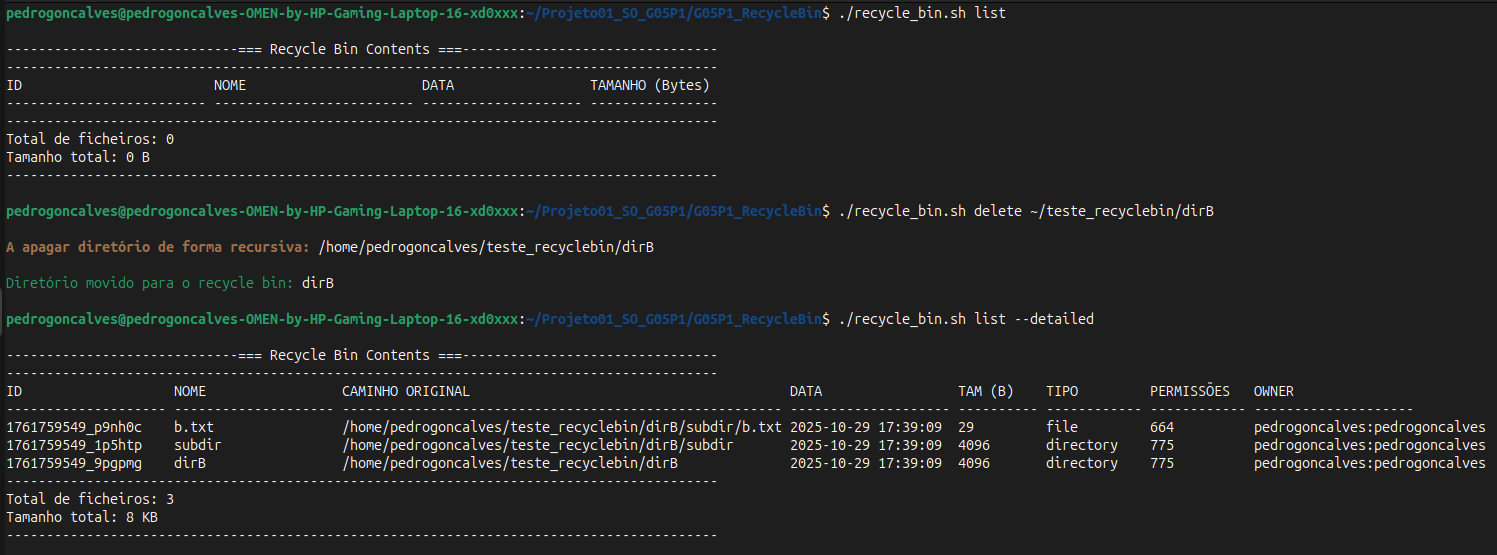 pedrogoncalves@pedrogoncalves-OMEN-by-HP-Gaming-Laptop-16-xd0xxx:~/Projeto01_SO_G05P1/G05P1_RecycleBin$ ./recycle_bin.sh list
-----------------------------=== Recycle Bin Contents ===--------------------------------
-----------------------------------------------------------------------------------------
ID                        NOME                      DATA                 TAMANHO (Bytes)
------------------------- ------------------------- -------------------- ----------------
-----------------------------------------------------------------------------------------
Total de ficheiros: 0
Tamanho total: 0 B
-----------------------------------------------------------------------------------------
pedrogoncalves@pedrogoncalves-OMEN-by-HP-Gaming-Laptop-16-xd0xxx:~/Projeto01_SO_G05P1/G05P1_RecycleBin$ ./recycle_bin.sh delete ~/teste_recyclebin/dirB
A apagar diretório de forma recursiva: /home/pedrogoncalves/teste_recyclebin/dirB
Diretório movido para o recycle bin: dirB
pedrogoncalves@pedrogoncalves-OMEN-by-HP-Gaming-Laptop-16-xd0xxx:~/Projeto01_SO_G05P1/G05P1_RecycleBin$ ./recycle_bin.sh list --detailed
-----------------------------=== Recycle Bin Contents ===--------------------------------
-----------------------------------------------------------------------------------------
ID                   NOME                 CAMINHO ORIGINAL                                        DATA                 TAM (B)    TIPO         PERMISSÕES   OWNER
-------------------- -------------------- ------------------------------------------------------- -------------------- ---------- ------------ ------------ --------------------
1761759549_p9nh0c    b.txt                /home/pedrogoncalves/teste_recyclebin/dirB/subdir/b.txt 2025-10-29 17:39:09  29         file         664          pedrogoncalves:pedrogoncalves
1761759549_1p5htp    subdir               /home/pedrogoncalves/teste_recyclebin/dirB/subdir       2025-10-29 17:39:09  4096       directory    775          pedrogoncalves:pedrogoncalves
1761759549_9pgpmg    dirB                 /home/pedrogoncalves/teste_recyclebin/dirB              2025-10-29 17:39:09  4096       directory    775          pedrogoncalves:pedrogoncalves
-----------------------------------------------------------------------------------------
Total de ficheiros: 3
Tamanho total: 8 KB
-----------------------------------------------------------------------------------------